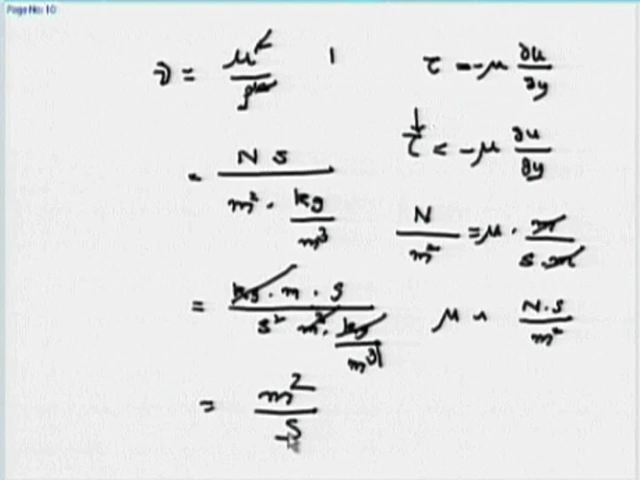 Page No: 10
ν = μ / ρ
= N s / m² · kg / m³
= kg · m · s / s² m² · kg / m³
= m² / s
τ = -μ ∂u / ∂y
τ = -μ ∂u / ∂y
N / m² = μ · m / s · m
μ ~ N·s / m²